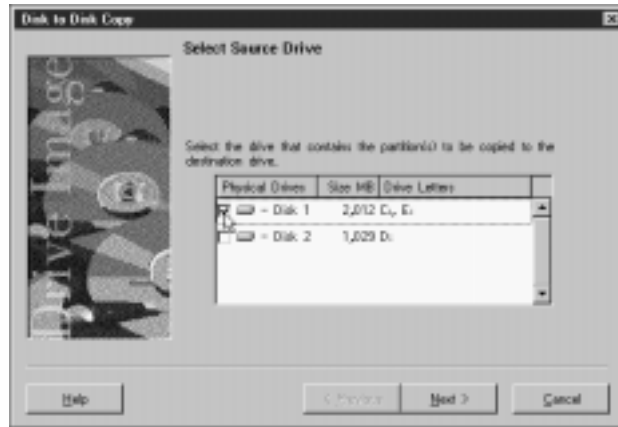 Disk to Disk Copy
Select Source Drive
Drive Image
Select the drive that contains the partition(s) to be copied to the
destination drive.
Physical Drives Size MB Drive Letters
- Disk 1 2,012 C:, E:
- Disk 2 1,029 D:
Help < Previous Next > Cancel